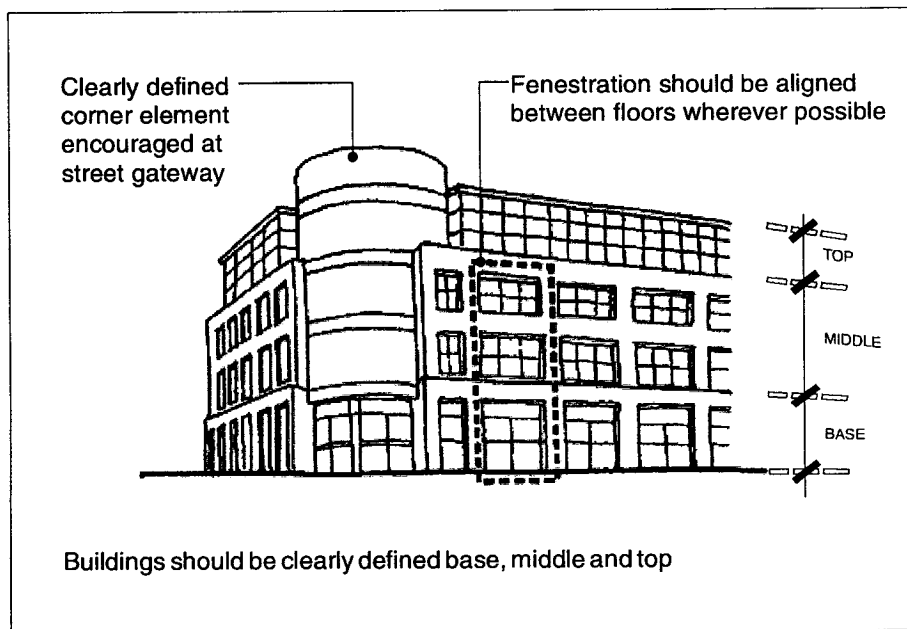 Clearly defined
corner element
encouraged at
street gateway
Fenestration should be aligned
between floors wherever possible
TOP
MIDDLE
BASE
Buildings should be clearly defined base, middle and top